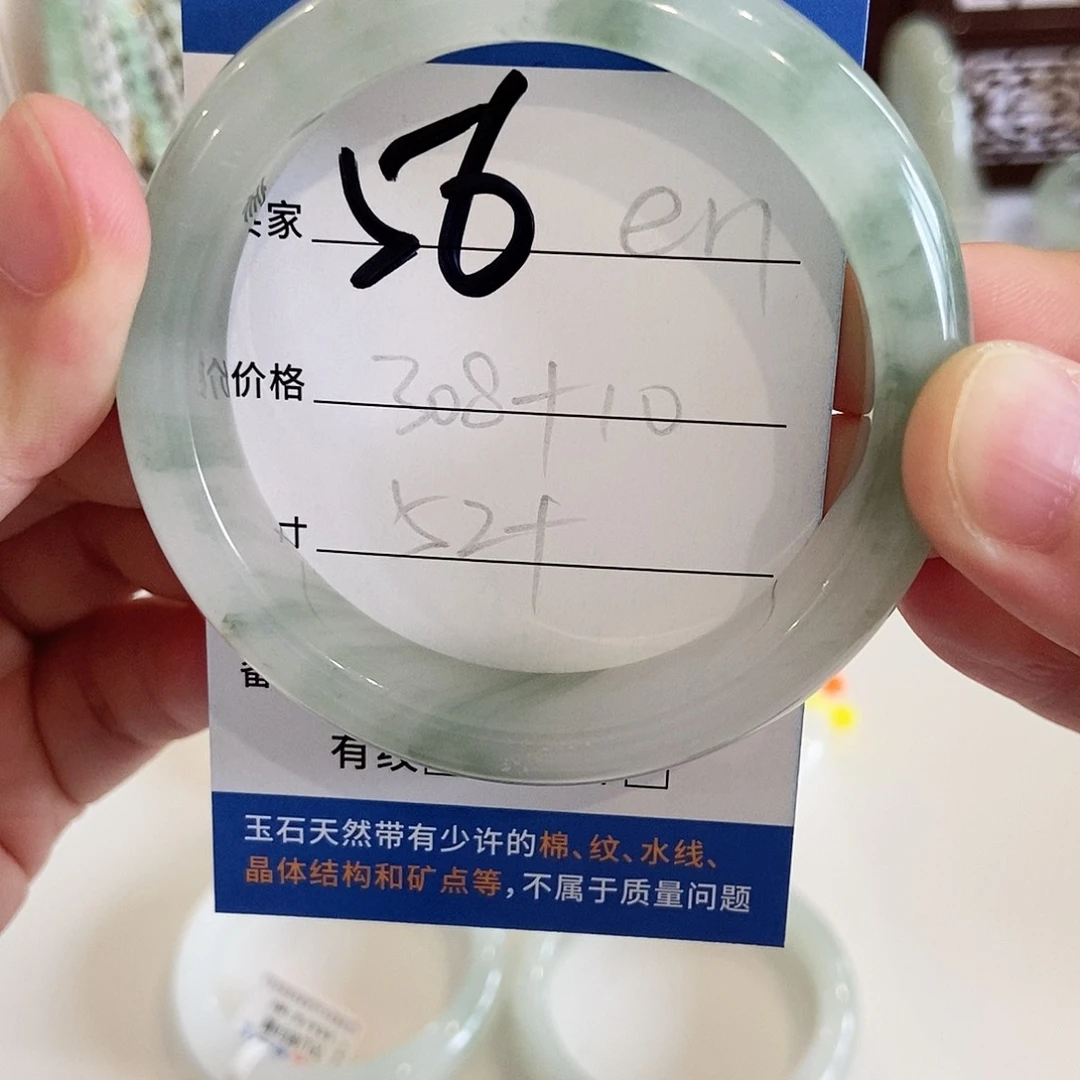 家 56 en
价格 308+10
寸 52+
备
有纹
玉石天然带有少许的棉、纹、水线、
晶体结构和矿点等，不属于质量问题